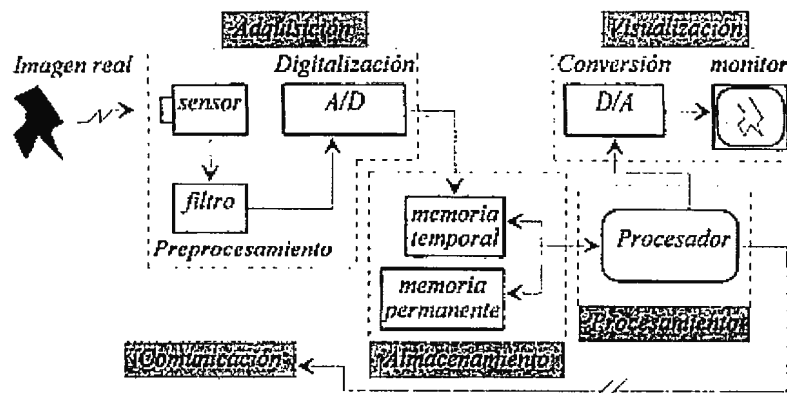 Adquisición
Visualización
Imagen real
Digitalización
Conversión
monitor
sensor
A/D
D/A
filtro
Preprocesamiento
memoria
temporal
Procesador
memoria
permanente
Procesamiento
Comunicación
Almacenamiento